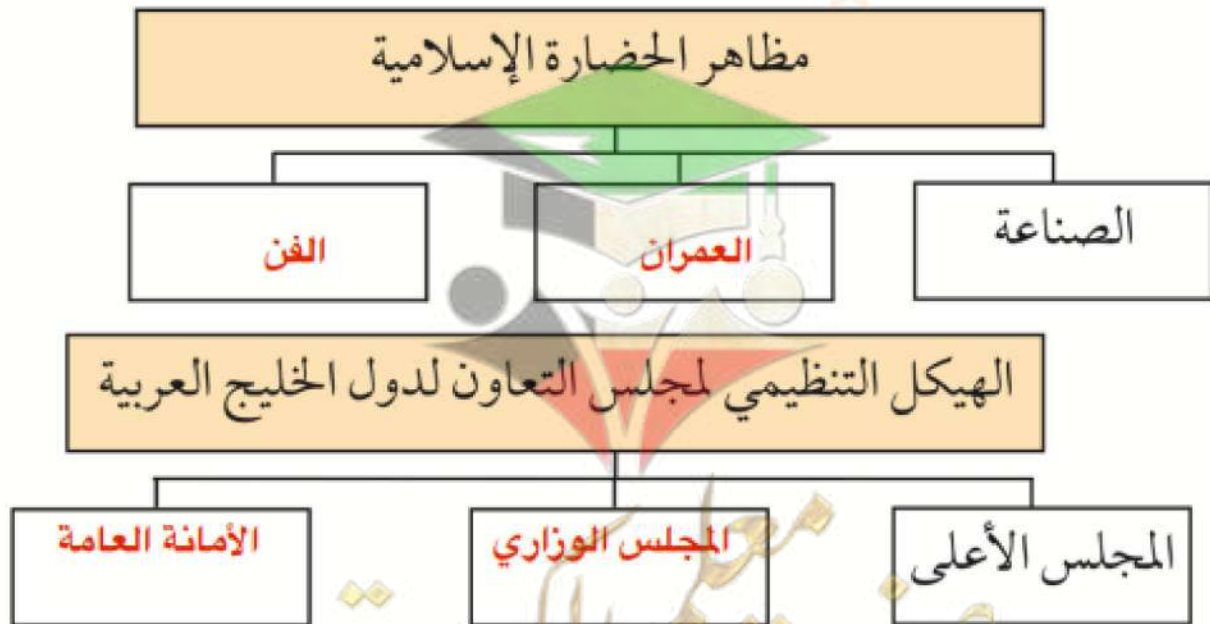 مظاهر الحضارة الإسلامية
الصناعة
العمران
الفن
الهيكل التنظيمي لمجلس التعاون لدول الخليج العربية
المجلس الأعلى
المجلس الوزاري
الأمانة العامة